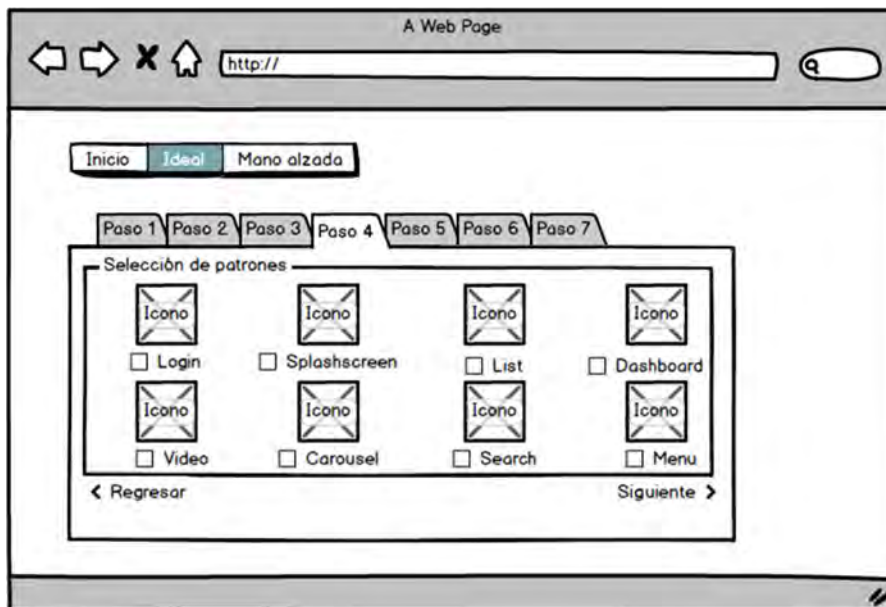 A Web Page
http://
Inicio Ideal Mano alzada
Paso 1 Paso 2 Paso 3 Paso 4 Paso 5 Paso 6 Paso 7
Selección de patrones
Icono Icono Icono Icono
Login Splashscreen List Dashboard
Icono Icono Icono Icono
Video Carousel Search Menu
< Regresar Siguiente >